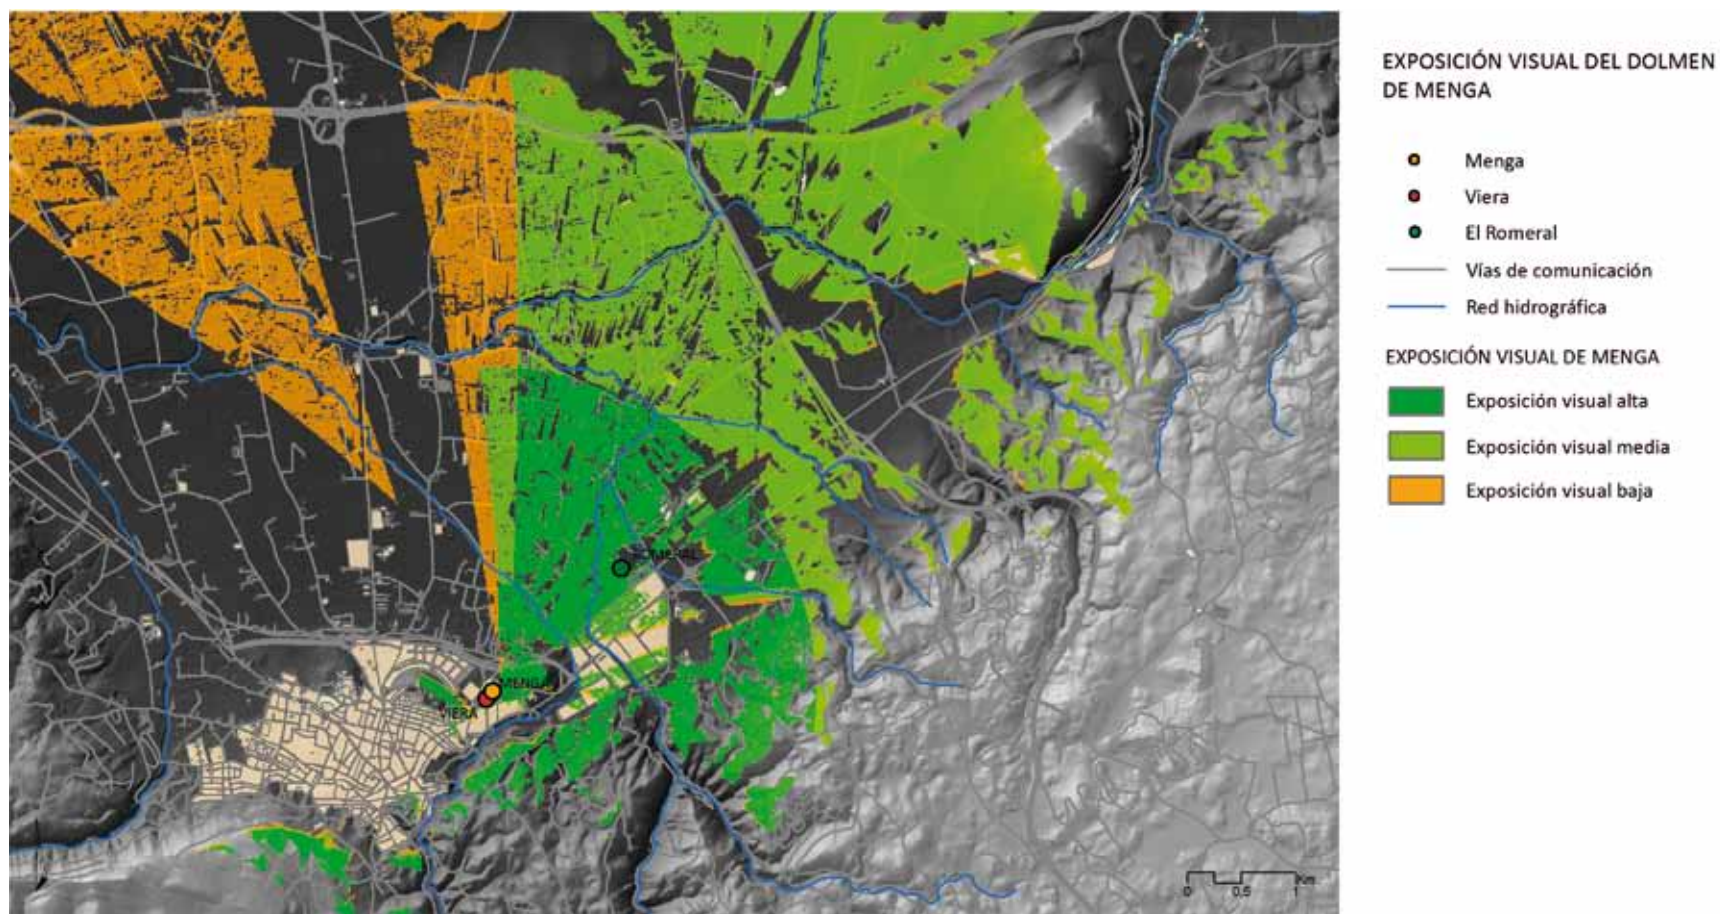 EXPOSICIÓN VISUAL DEL DOLMEN
DE MENGA
Menga
Viera
El Romeral
Vías de comunicación
Red hidrográfica
EXPOSICIÓN VISUAL DE MENGA
Exposición visual alta
Exposición visual media
Exposición visual baja
ROMERAL
MENGA
VIERA
Km
0 0,5 1